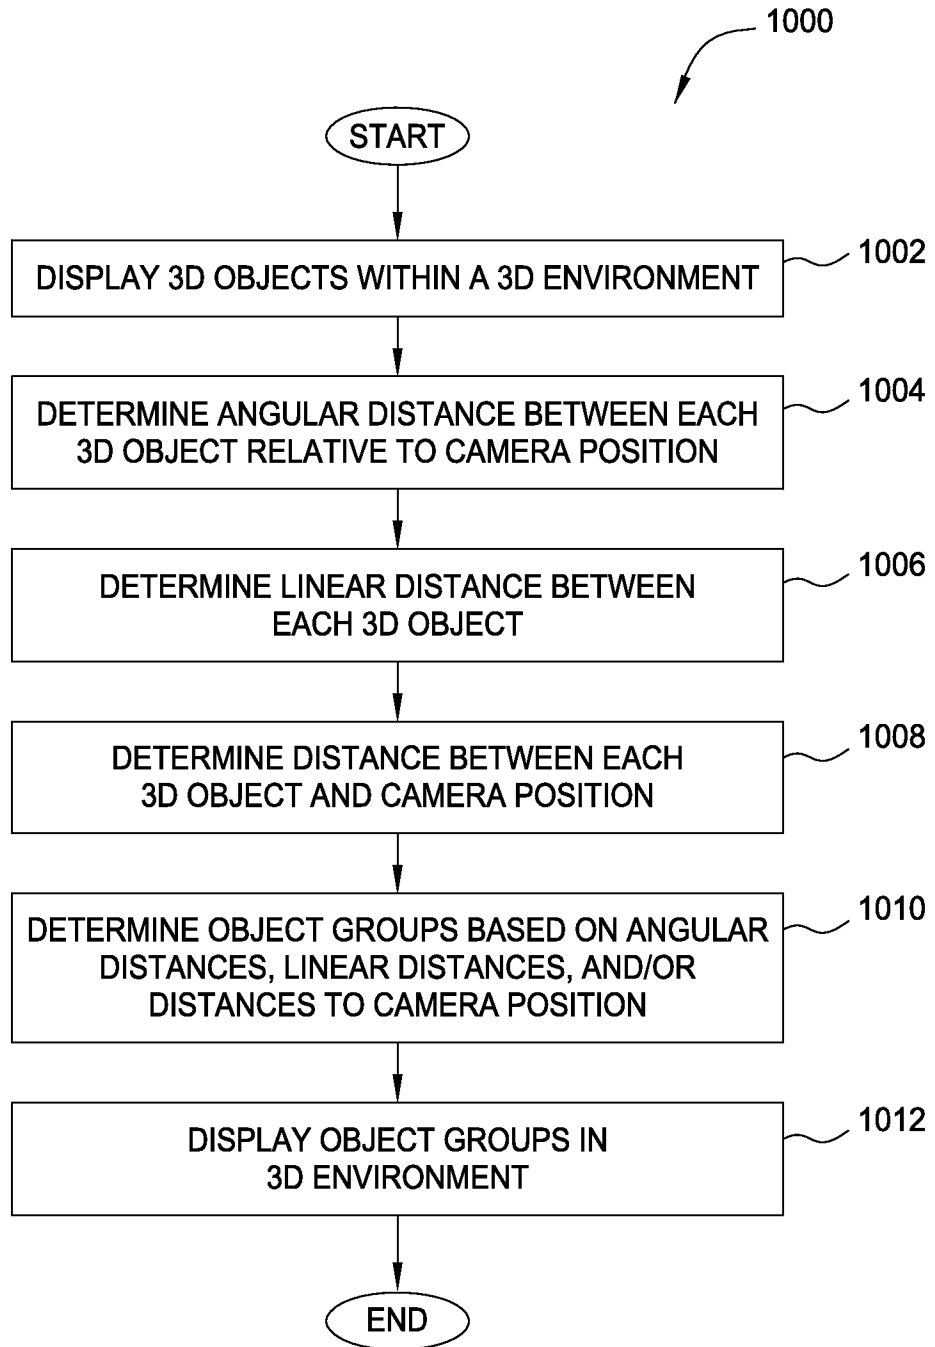 1000
START
1002
DISPLAY 3D OBJECTS WITHIN A 3D ENVIRONMENT
1004
DETERMINE ANGULAR DISTANCE BETWEEN EACH
3D OBJECT RELATIVE TO CAMERA POSITION
1006
DETERMINE LINEAR DISTANCE BETWEEN
EACH 3D OBJECT
1008
DETERMINE DISTANCE BETWEEN EACH
3D OBJECT AND CAMERA POSITION
1010
DETERMINE OBJECT GROUPS BASED ON ANGULAR
DISTANCES, LINEAR DISTANCES, AND/OR
DISTANCES TO CAMERA POSITION
1012
DISPLAY OBJECT GROUPS IN
3D ENVIRONMENT
END